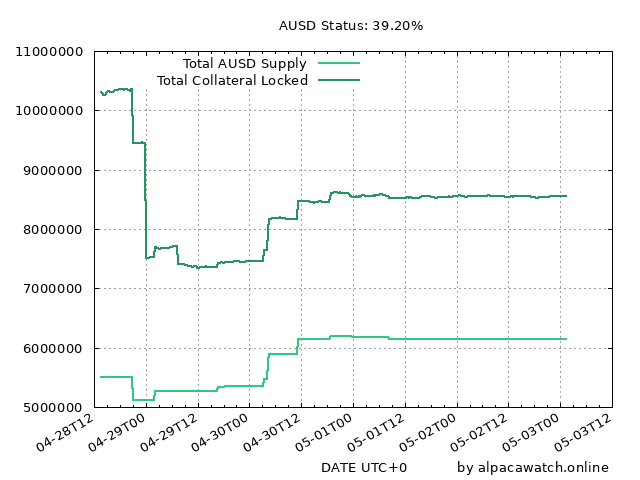 AUSD Status: 39.20%
11000000
10000000
9000000
8000000
7000000
6000000
5000000
Total AUSD Supply
Total Collateral Locked
04-28T12
04-29T00
04-29T12
04-30T00
04-30T12
05-01T00
05-01T12
05-02T00
05-02T12
05-03T00
05-03T12
DATE UTC+0
by alpacawatch.online